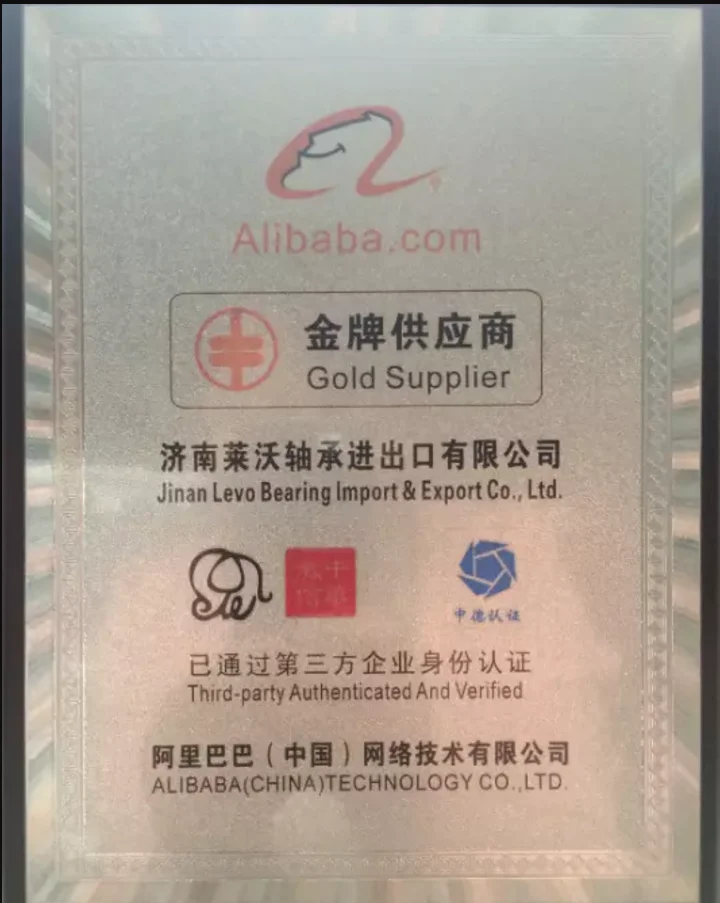 Alibaba.com
金牌供应商
Gold Supplier
济南莱沃轴承进出口有限公司
Jinan Levo Bearing Import & Export Co., Ltd.
中德认证
已通过第三方企业身份认证
Third-party Authenticated And Verified
阿里巴巴（中国）网络技术有限公司
ALIBABA(CHINA)TECHNOLOGY CO.,LTD.